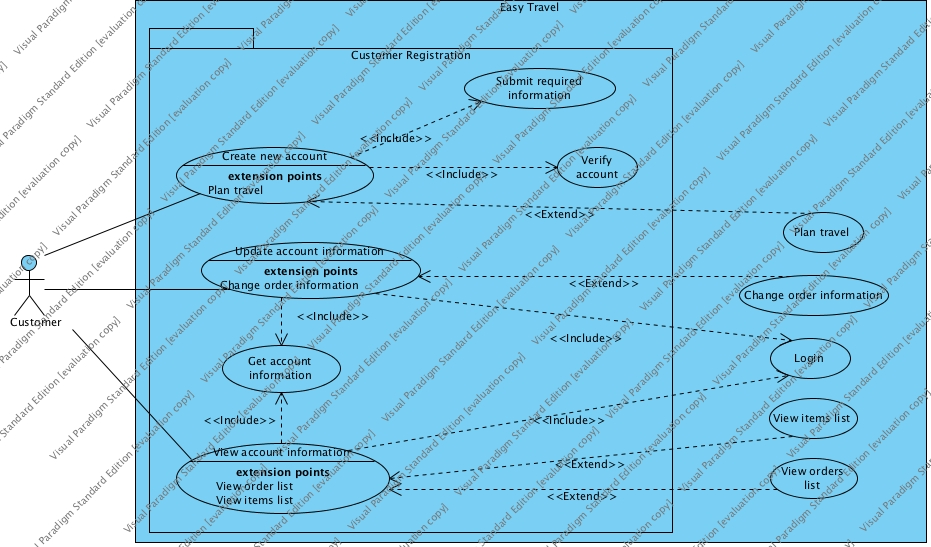 Easy Travel
Customer Registration
Submit required
information
<<Include>>
Create new account
extension points
Plan travel
<<Include>>
Verify
account
<<Extend>>
Plan travel
Update account information
extension points
Change order information
<<Extend>>
Change order information
Customer
<<Include>>
<<Include>>
Get account
information
Login
<<Include>>
<<Include>>
View items list
View account information
extension points
View order list
View items list
<<Extend>>
View orders
list
<<Extend>>
Visual Paradigm Standard Edition [evaluation copy]